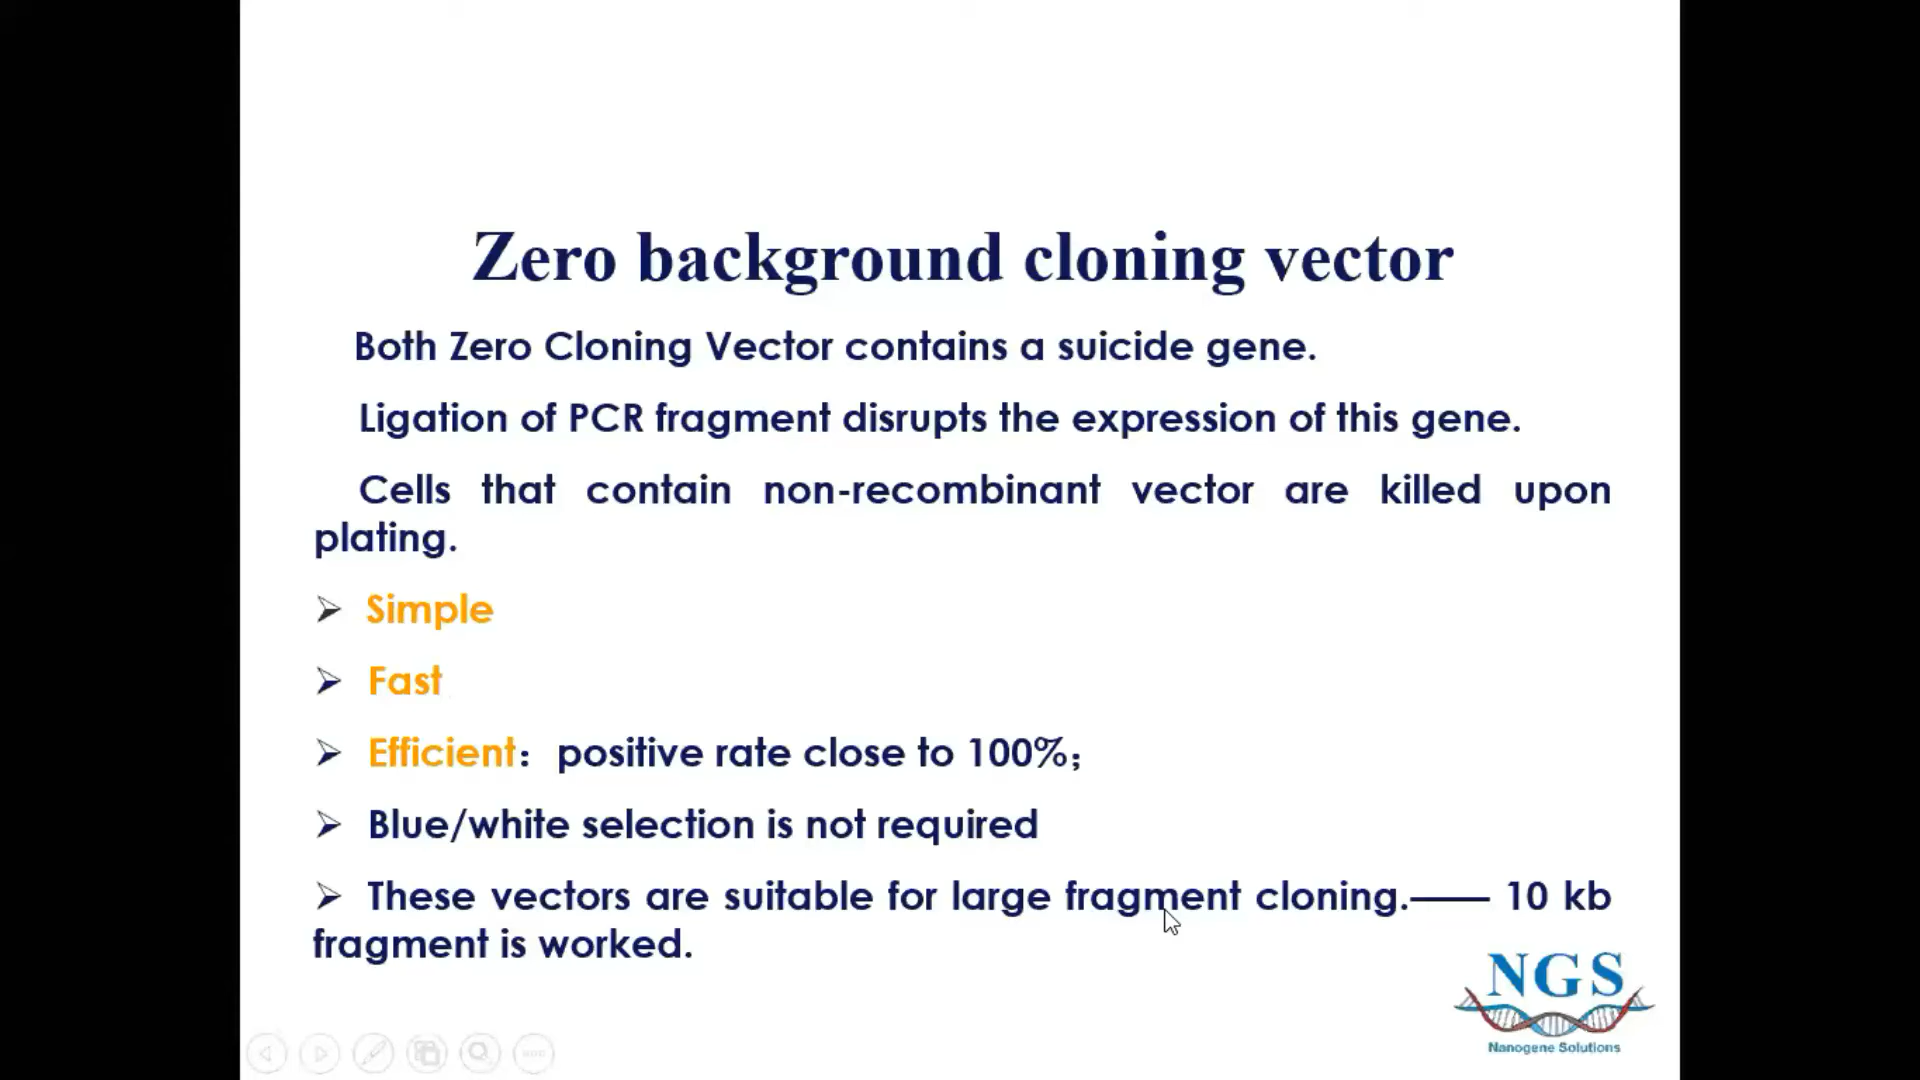 Zero background cloning vector
Both Zero Cloning Vector contains a suicide gene.
Ligation of PCR fragment disrupts the expression of this gene.
Cells that contain non-recombinant vector are killed upon
plating.
➢ Simple
➢ Fast
➢ Efficient：positive rate close to 100%；
➢ Blue/white selection is not required
➢ These vectors are suitable for large fragment cloning.—— 10 kb
fragment is worked.
NGS
Nanogene Solutions